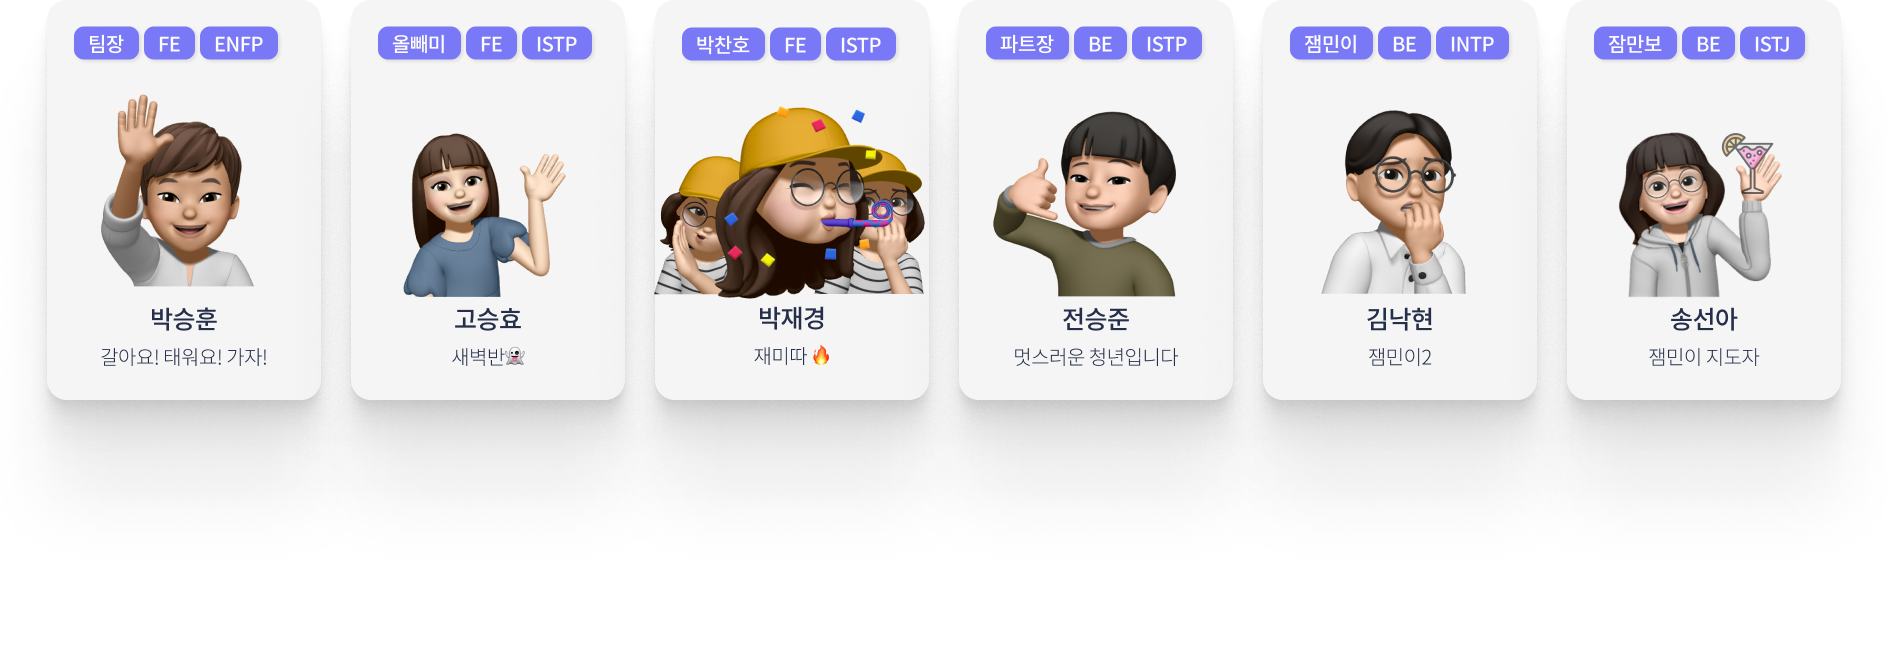 팀장 FE ENFP
박승훈
갈아요! 태워요! 가자!
올빼미 FE ISTP
고승효
새벽반👻
박찬호 FE ISTP
박재경
재미따 🔥
파트장 BE ISTP
전승준
멋스러운 청년입니다
잼민이 BE INTP
김낙현
잼민이2
잠만보 BE ISTJ
송선아
잼민이 지도자